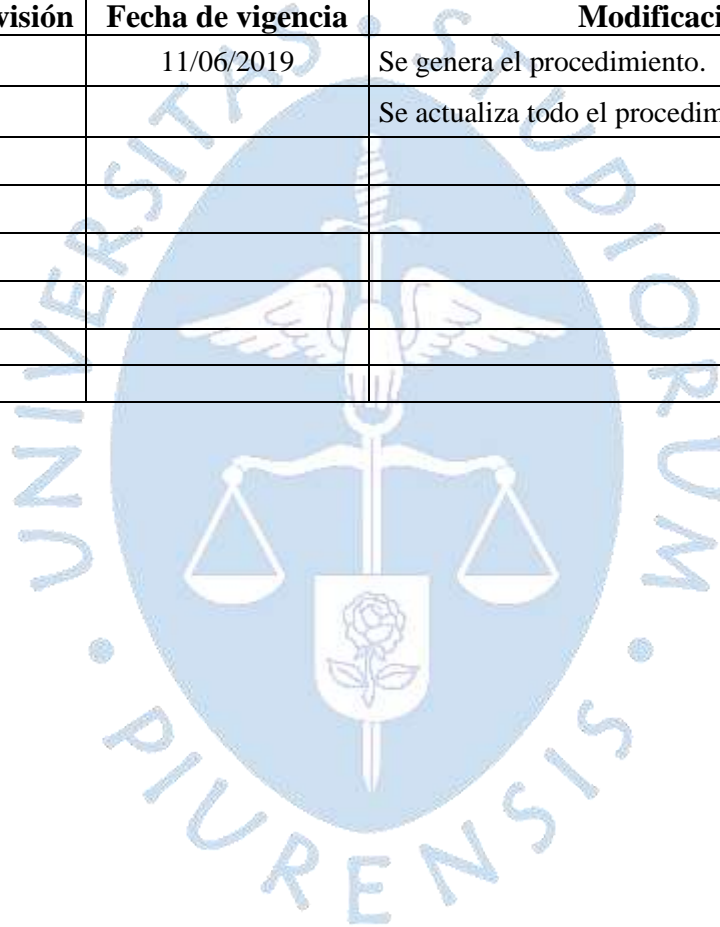 visión Fecha de vigencia Modificaci
11/06/2019 Se genera el procedimiento.
Se actualiza todo el procedim
UNIVERSITAS • STUDIORUM • PIURENSIS •